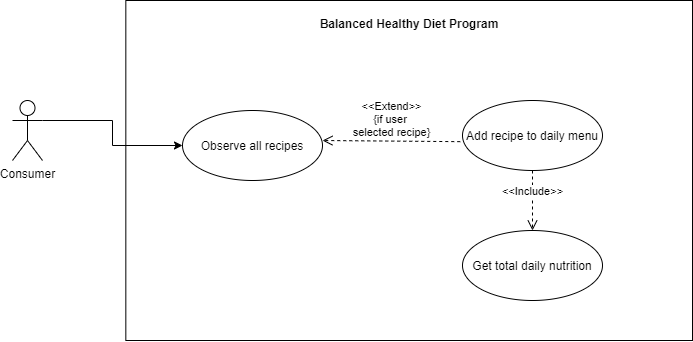 Balanced Healthy Diet Program
Consumer
Observe all recipes
<<Extend>>
{if user
selected recipe}
Add recipe to daily menu
<<Include>>
Get total daily nutrition